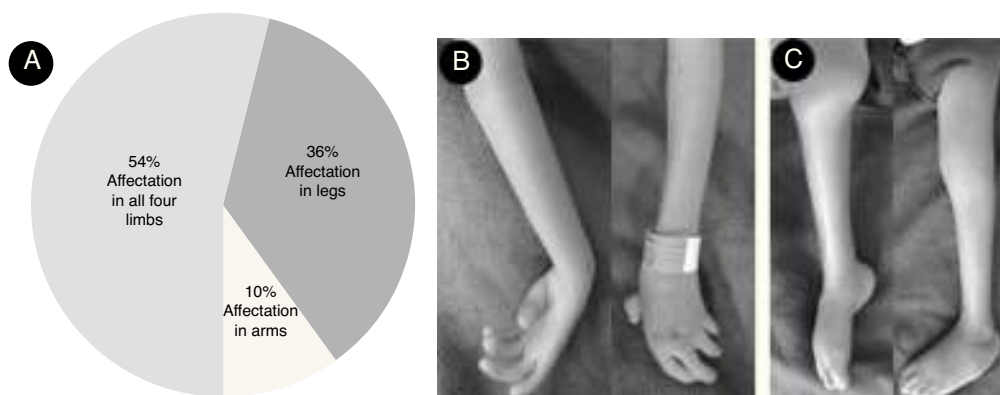 A
54%
Affectation
in all four
limbs
36%
Affectation
in legs
10%
Affectation
in arms
B
C